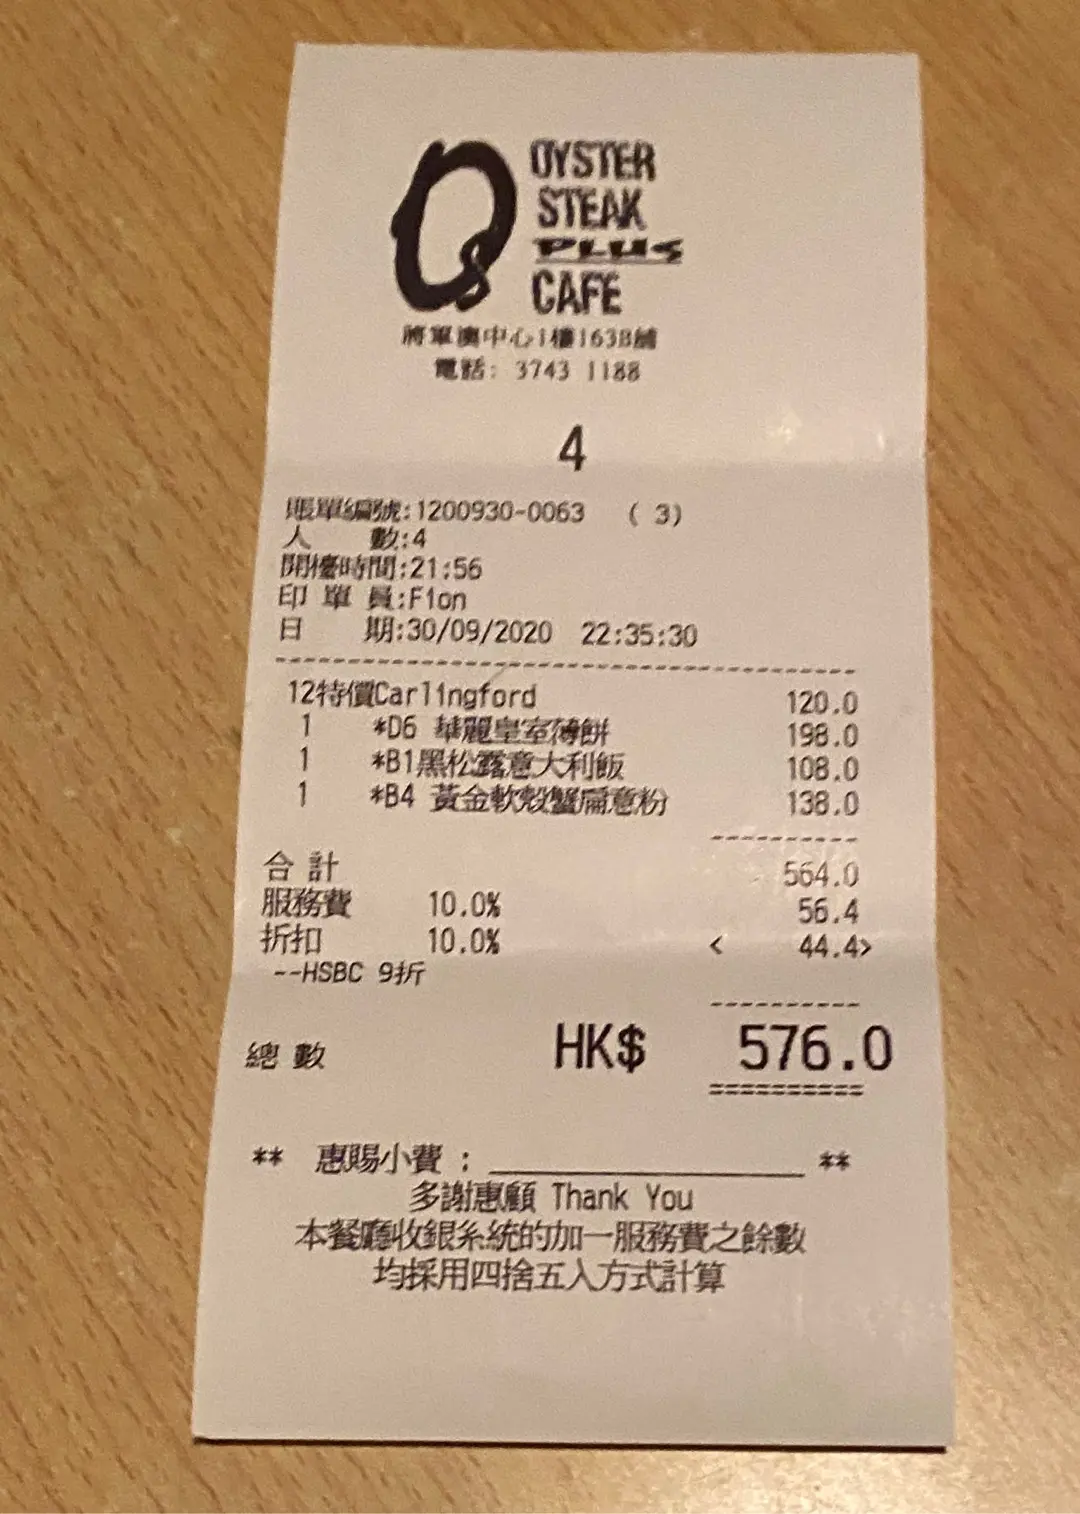 Os
OYSTER
STEAK
PLUS
CAFE
將軍澳中心1樓163B舖
電話: 3743 1188
4
賬單編號:1200930-0063 ( 3)
人 數:4
開檯時間:21:56
印 單 員:Fion
日 期:30/09/2020 22:35:30
12特價Carlingford 120.0
1 *D6 華麗皇室薄餅 198.0
1 *B1黑松露意大利飯 108.0
1 *B4 黃金軟殼蟹扁意粉 138.0
合 計 564.0
服務費 10.0% 56.4
折扣 10.0% < 44.4>
--HSBC 9折
總 數 HK$ 576.0
** 惠賜小費 : ____________________ **
多謝惠顧 Thank You
本餐廳收銀系統的加一服務費之餘數
均採用四捨五入方式計算